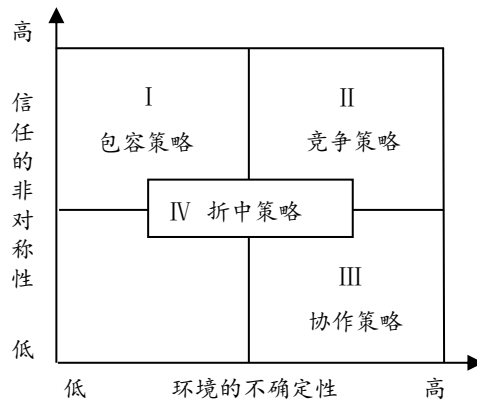 高
信任的非对称性
低
Ⅰ
包容策略
Ⅱ
竞争策略
Ⅳ 折中策略
Ⅲ
协作策略
低
环境的不确定性
高